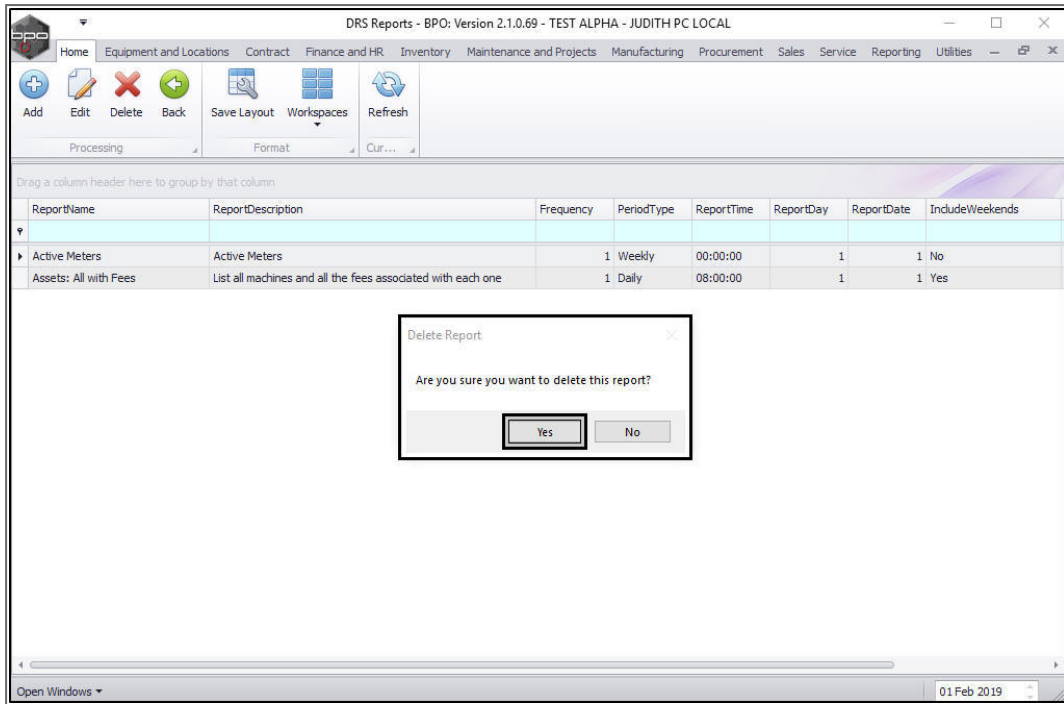 DRS Reports - BPO: Version 2.1.0.69 - TEST ALPHA - JUDITH PC LOCAL
bpo
Home Equipment and Locations Contract Finance and HR Inventory Maintenance and Projects Manufacturing Procurement Sales Service Reporting Utilities
Add Edit Delete Back Save Layout Workspaces Refresh
Processing Format Cur...
Drag a column header here to group by that column
ReportName ReportDescription Frequency PeriodType ReportTime ReportDay ReportDate IncludeWeekends
Active Meters Active Meters 1 Weekly 00:00:00 1 1 No
Assets: All with Fees List all machines and all the fees associated with each one 1 Daily 08:00:00 1 1 Yes
Delete Report
Are you sure you want to delete this report?
Yes No
Open Windows 01 Feb 2019